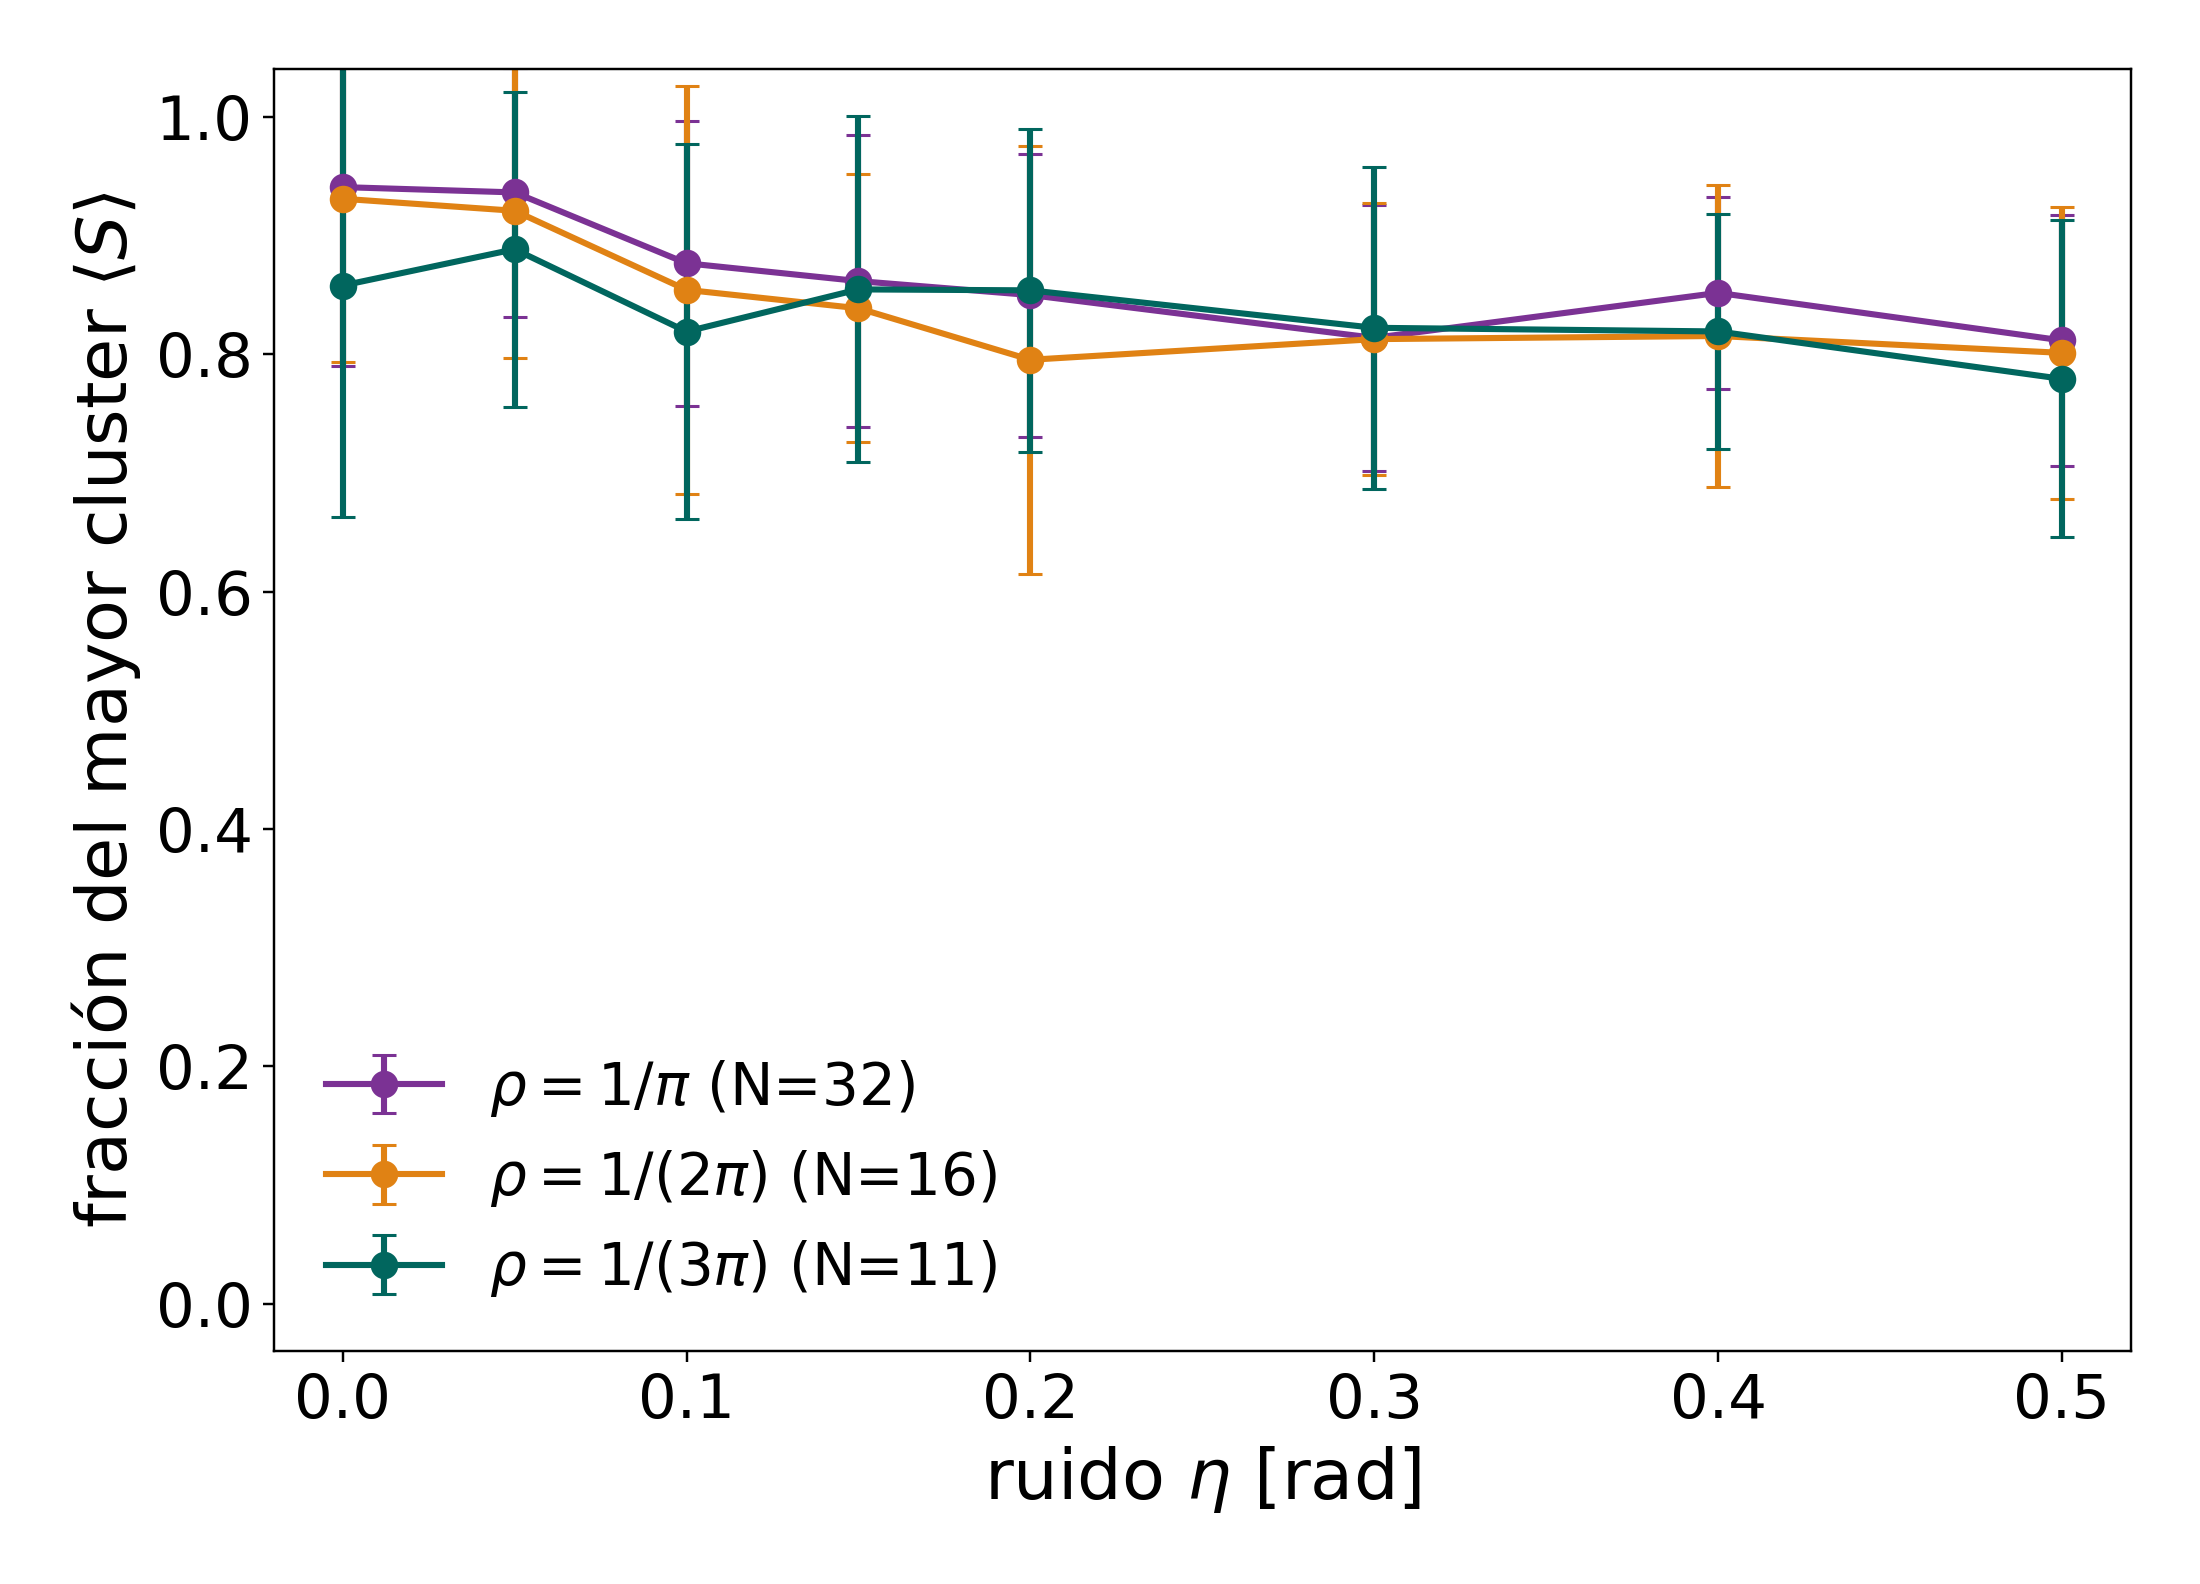 fracción del mayor cluster ⟨S⟩
1.0
0.8
0.6
0.4
0.2
0.0
ρ = 1/π (N=32)
ρ = 1/(2π) (N=16)
ρ = 1/(3π) (N=11)
0.0 0.1 0.2 0.3 0.4 0.5
ruido η [rad]